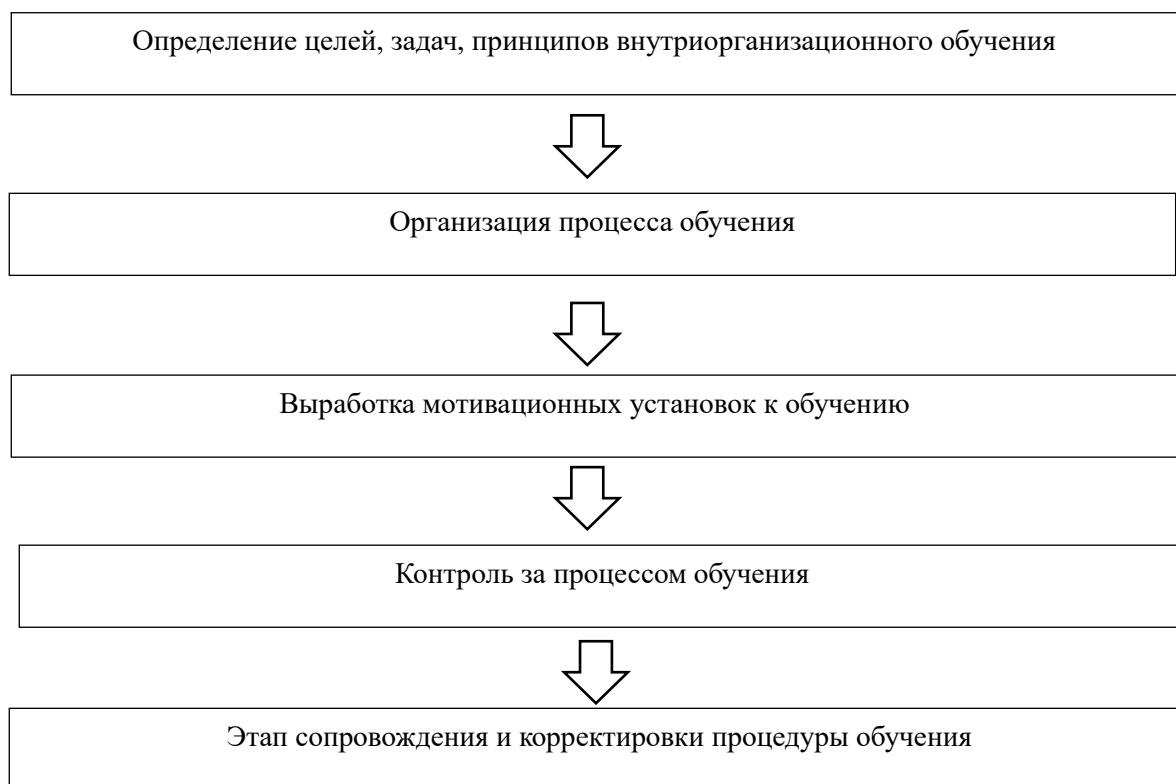 Определение целей, задач, принципов внутриорганизационного обучения
Организация процесса обучения
Выработка мотивационных установок к обучению
Контроль за процессом обучения
Этап сопровождения и корректировки процедуры обучения